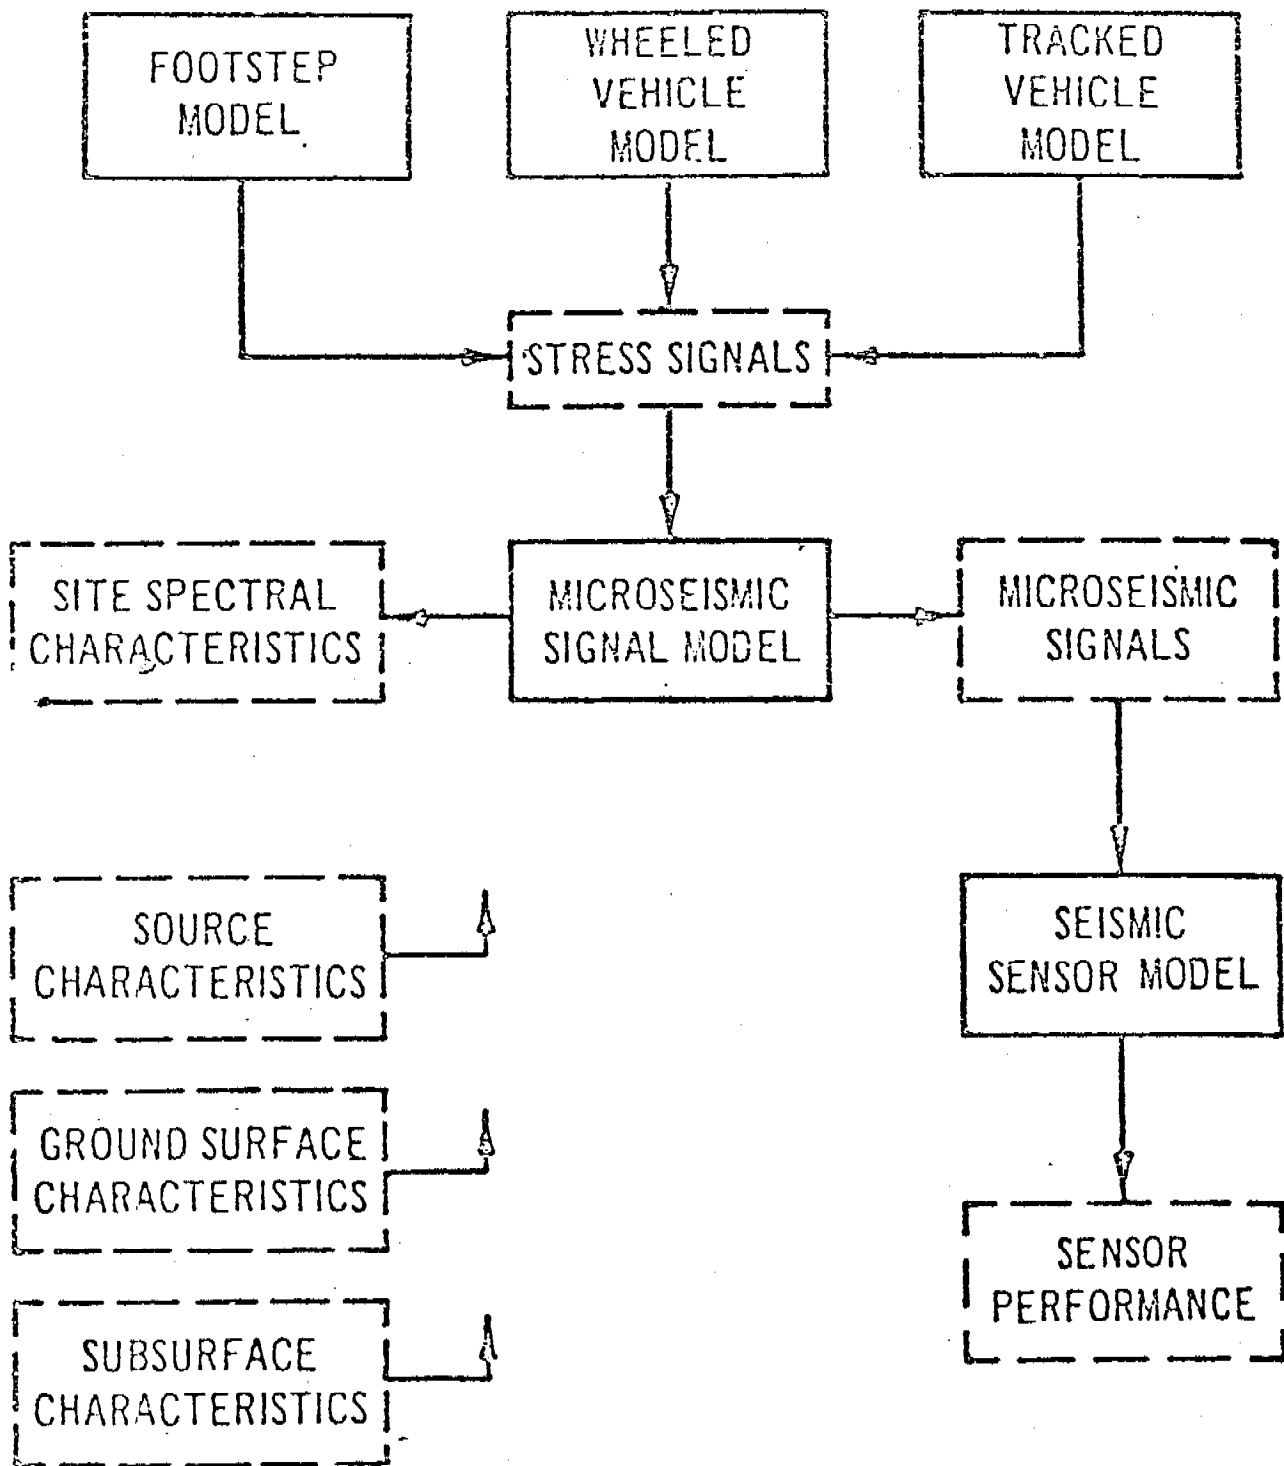 FOOTSTEP
MODEL
WHEELED
VEHICLE
MODEL
TRACKED
VEHICLE
MODEL
STRESS SIGNALS
SITE SPECTRAL
CHARACTERISTICS
MICROSEISMIC
SIGNAL MODEL
MICROSEISMIC
SIGNALS
SOURCE
CHARACTERISTICS
SEISMIC
SENSOR MODEL
GROUND SURFACE
CHARACTERISTICS
SENSOR
PERFORMANCE
SUBSURFACE
CHARACTERISTICS